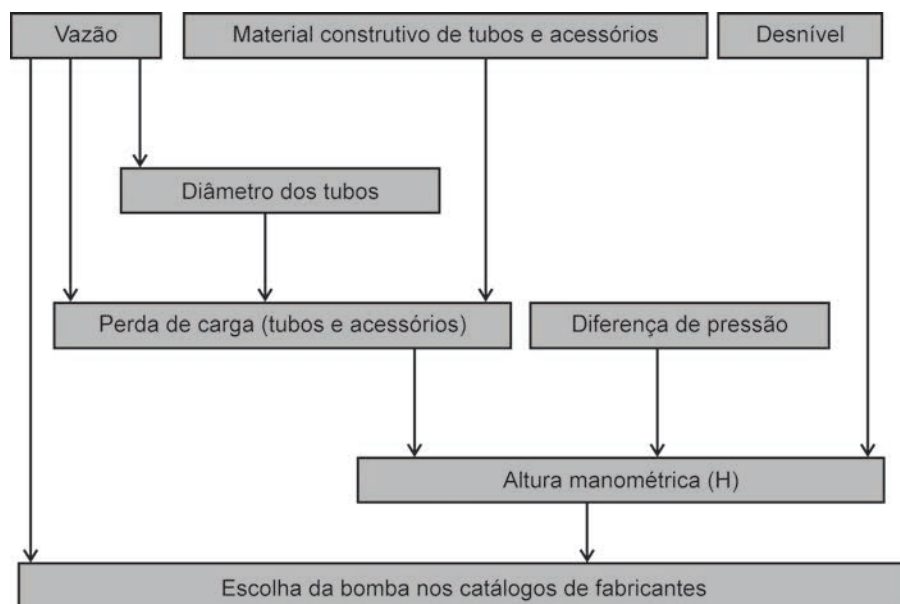 Vazão
Material construtivo de tubos e acessórios
Desnível
Diâmetro dos tubos
Perda de carga (tubos e acessórios)
Diferença de pressão
Altura manométrica (H)
Escolha da bomba nos catálogos de fabricantes